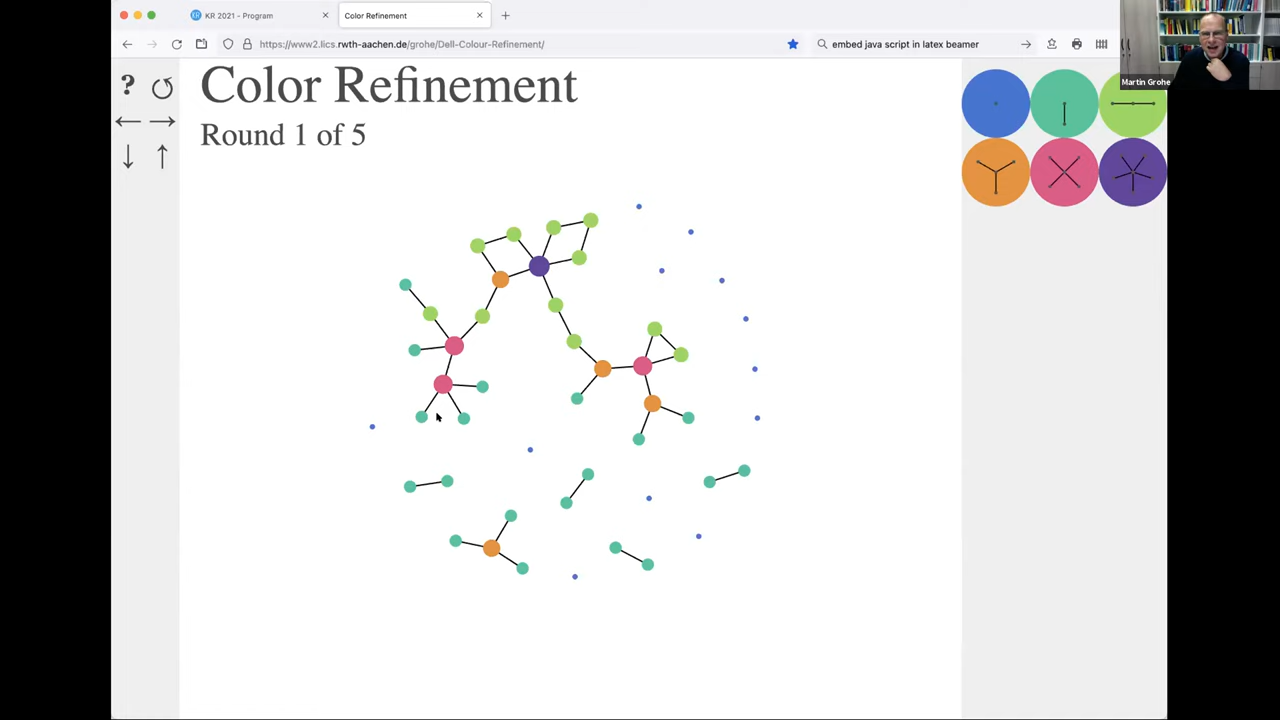 KR 2021 - Program
Color Refinement
https://www2.lics.rwth-aachen.de/grohe/Dell-Colour-Refinement/
embed java script in latex beamer
Martin Grohe
?
Color Refinement
Round 1 of 5